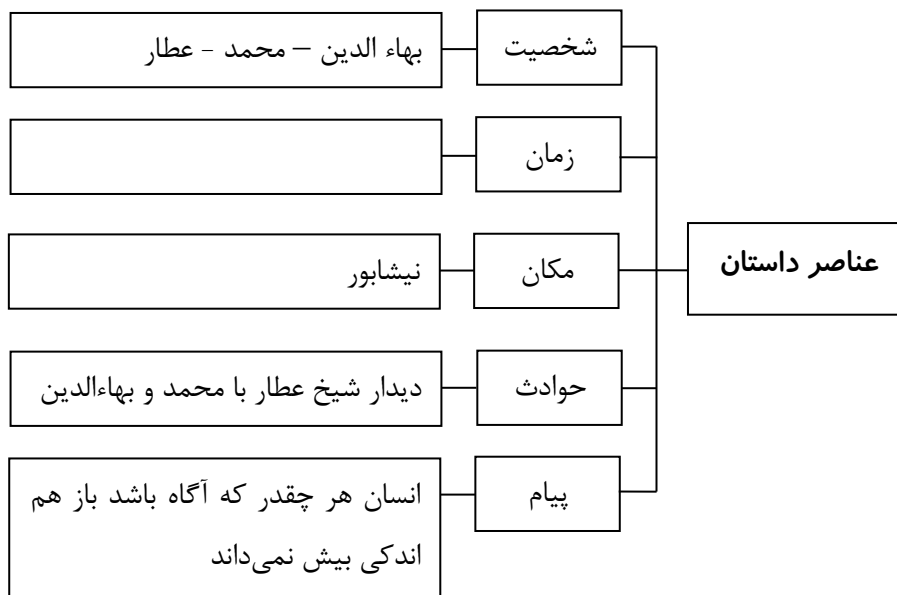 عناصر داستان
شخصیت
بهاء الدین – محمد - عطار
زمان
مکان
نیشابور
حوادث
دیدار شیخ عطار با محمد و بهاءالدین
پیام
انسان هر چقدر که آگاه باشد باز هم
اندکی بیش نمی‌داند